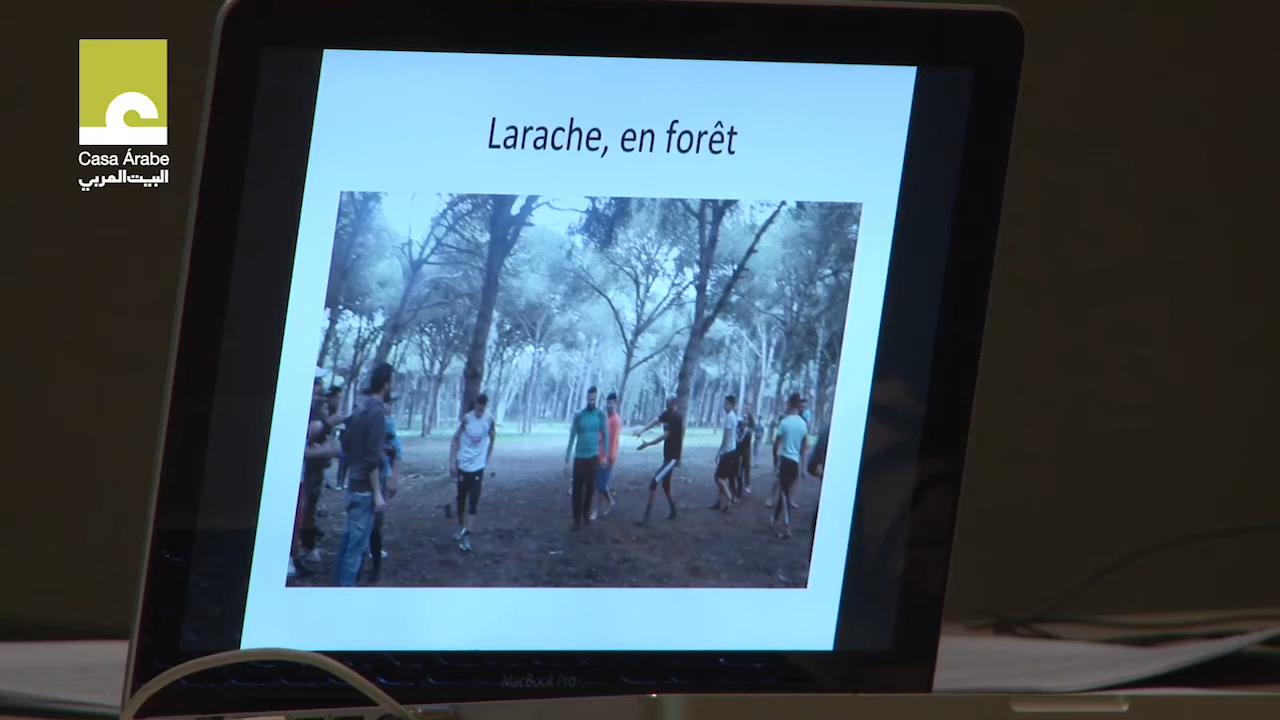 Casa Árabe
البيت العربي
Larache, en forêt
MacBook Pro